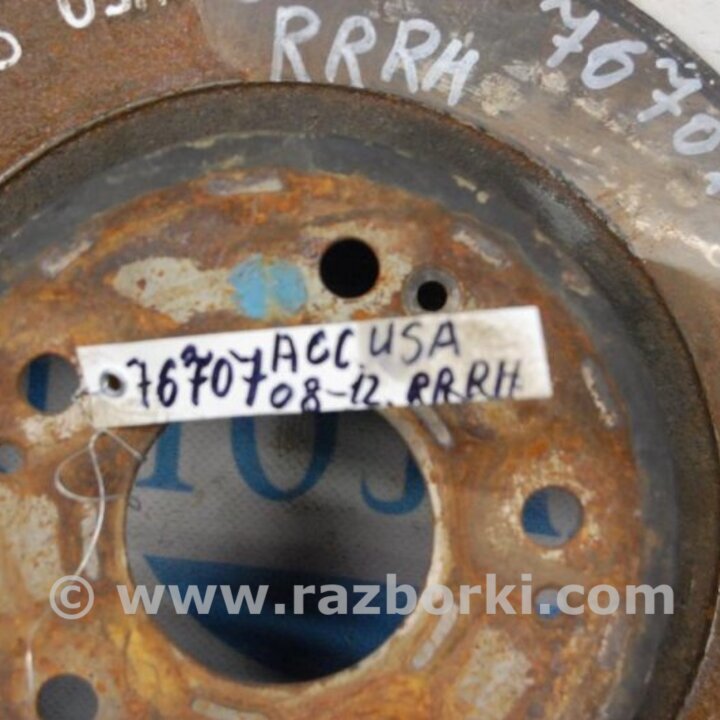 RRRH
7670
76707 ACC USA
08-12. RRRH
© www.razborki.com